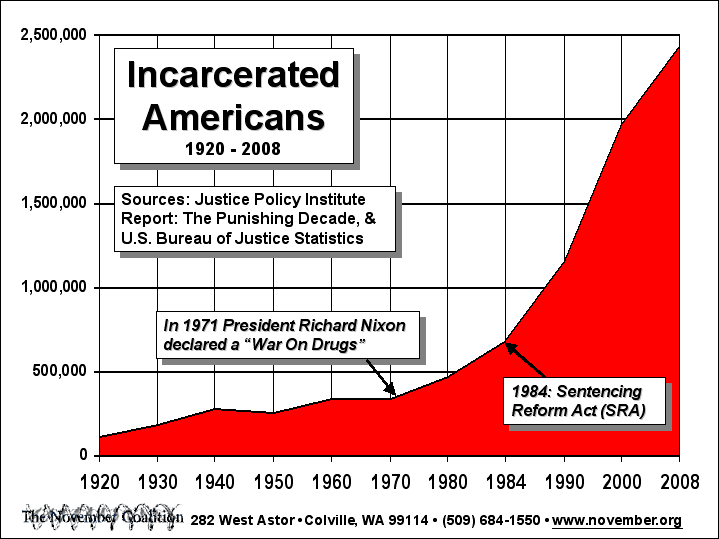 2,500,000
2,000,000
1,500,000
1,000,000
500,000
0
Incarcerated
Americans
1920 - 2008
Sources: Justice Policy Institute
Report: The Punishing Decade, &
U.S. Bureau of Justice Statistics
In 1971 President Richard Nixon
declared a “War On Drugs”
1984: Sentencing
Reform Act (SRA)
1920 1930 1940 1950 1960 1970 1980 1984 1990 2000 2008
The November Coalition 282 West Astor • Colville, WA 99114 • (509) 684-1550 • www.november.org